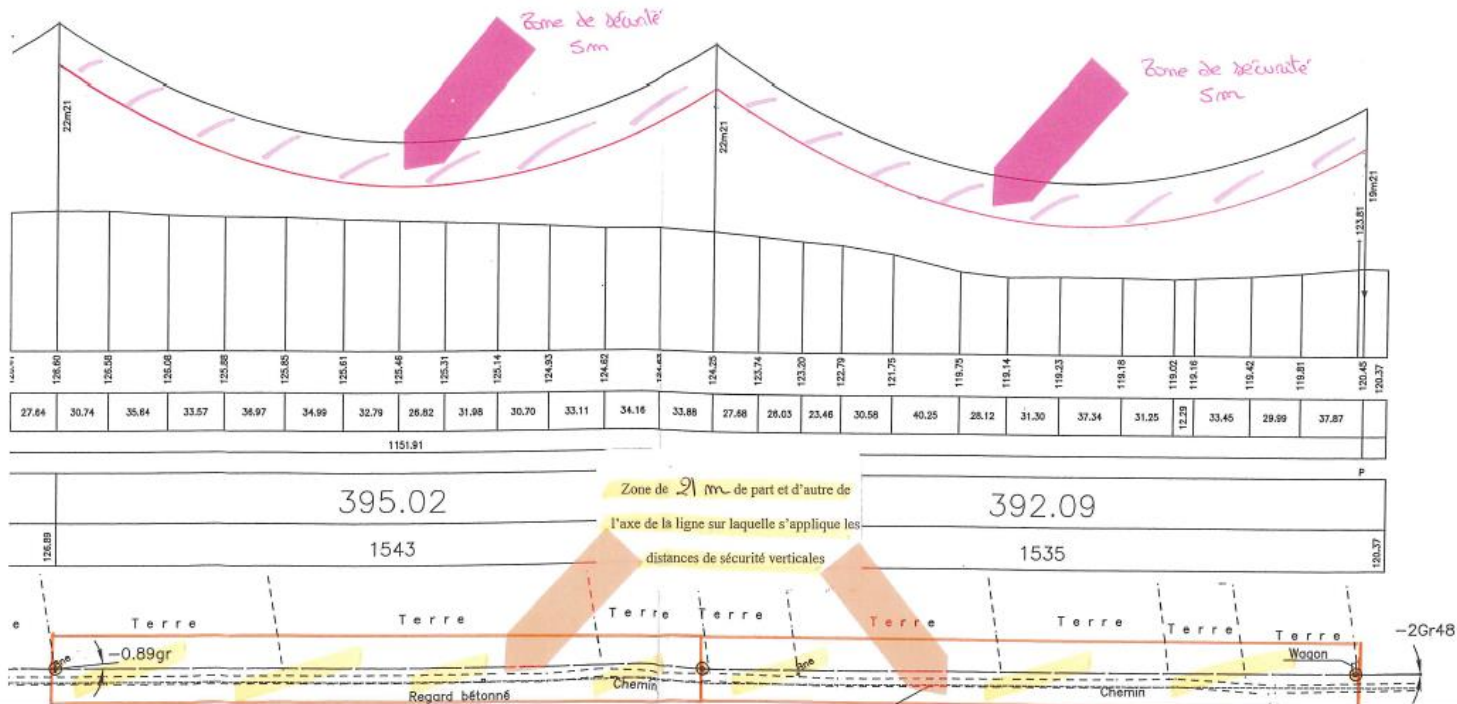 Zone de sécurité
5m
Zone de sécurité
5m
22m21
22m21
19m21
123.81
126.60
126.58
126.08
125.88
125.85
125.61
125.46
125.31
125.14
124.93
124.62
124.25
123.74
123.20
122.79
121.75
119.75
119.14
119.23
119.18
119.02
119.16
119.42
119.81
120.45
120.37
27.64 30.74 35.64 33.57 36.97 34.99 32.79 26.82 31.98 30.70 33.11 34.16 33.88 27.68 26.03 23.46 30.58 40.25 28.12 31.30 37.34 31.25 12.29 33.45 29.99 37.87
1151.91
P
395.02
392.09
Zone de 21 m de part et d'autre de
l'axe de la ligne sur laquelle s'applique les
distances de sécurité verticales
126.89
1543
1535
120.37
e Terre Terre Terre Terre Terre Terre Terre Terre
-0.89gr
-2Gr48
Wagon
Regard bétonné
Chemin
Chemin